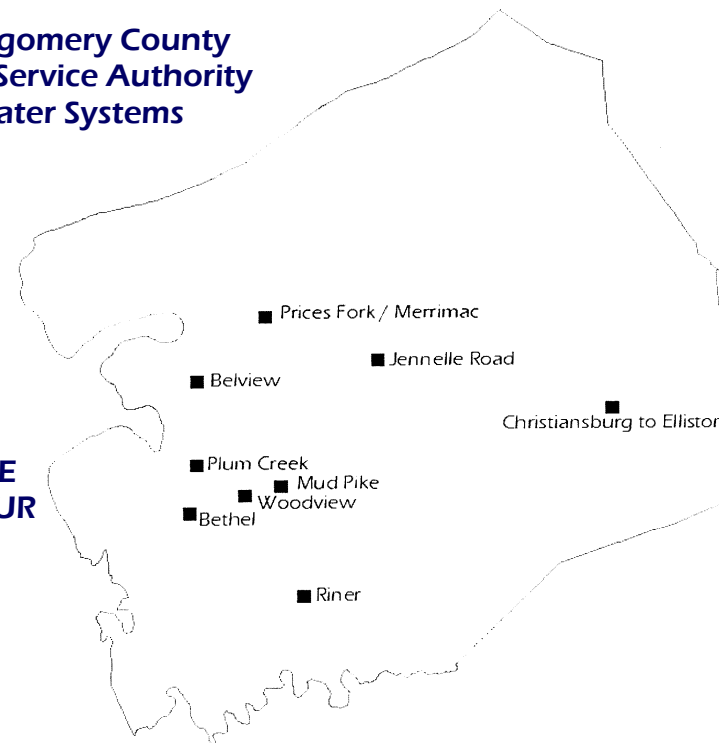 gomery County
Service Authority
ater Systems
Prices Fork / Merrimac
Jennelle Road
Belview
Christiansburg to Ellisto
Plum Creek
E
Mud Pike
Woodview
UR
Bethel
Riner